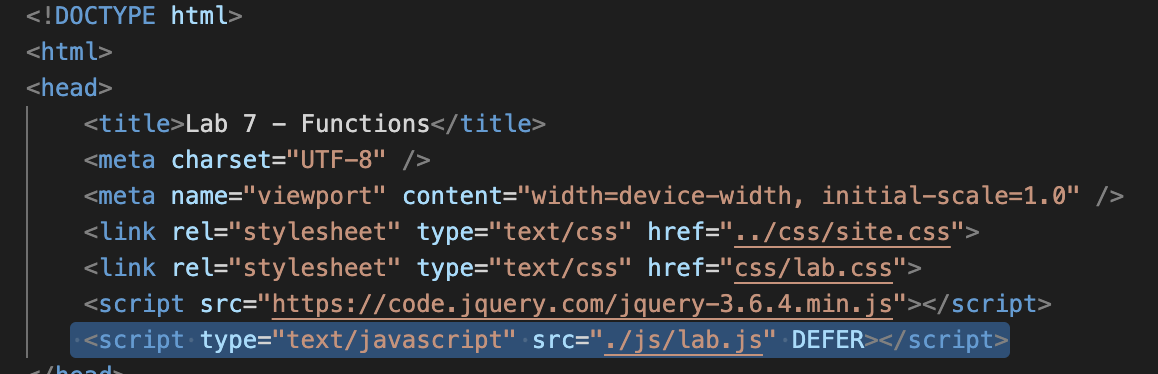 <!DOCTYPE html>
<html>
<head>
<title>Lab 7 – Functions</title>
<meta charset="UTF-8" />
<meta name="viewport" content="width=device-width, initial-scale=1.0" />
<link rel="stylesheet" type="text/css" href="../css/site.css">
<link rel="stylesheet" type="text/css" href="css/lab.css">
<script src="https://code.jquery.com/jquery-3.6.4.min.js"></script>
<script type="text/javascript" src="./js/lab.js" DEFER></script>
</head>